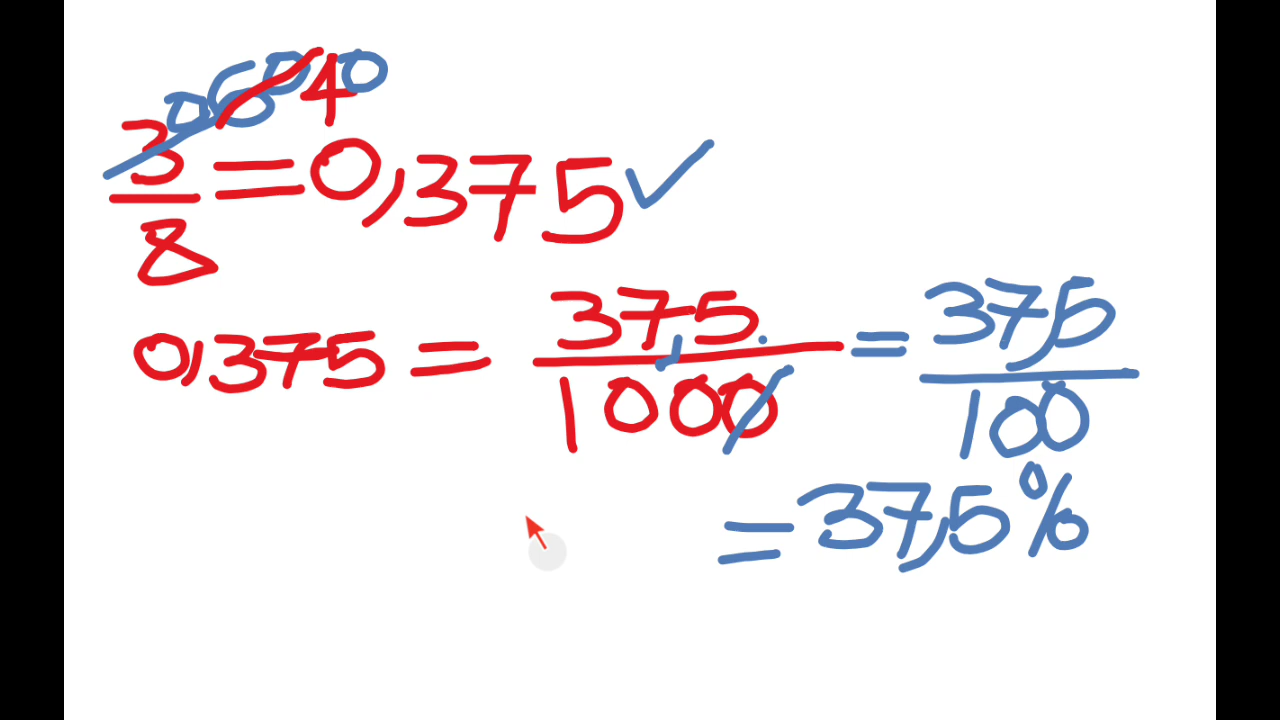 3/8 = 0,375 ✓
0,375 = 375/1000 = 37,5/100
= 37,5%